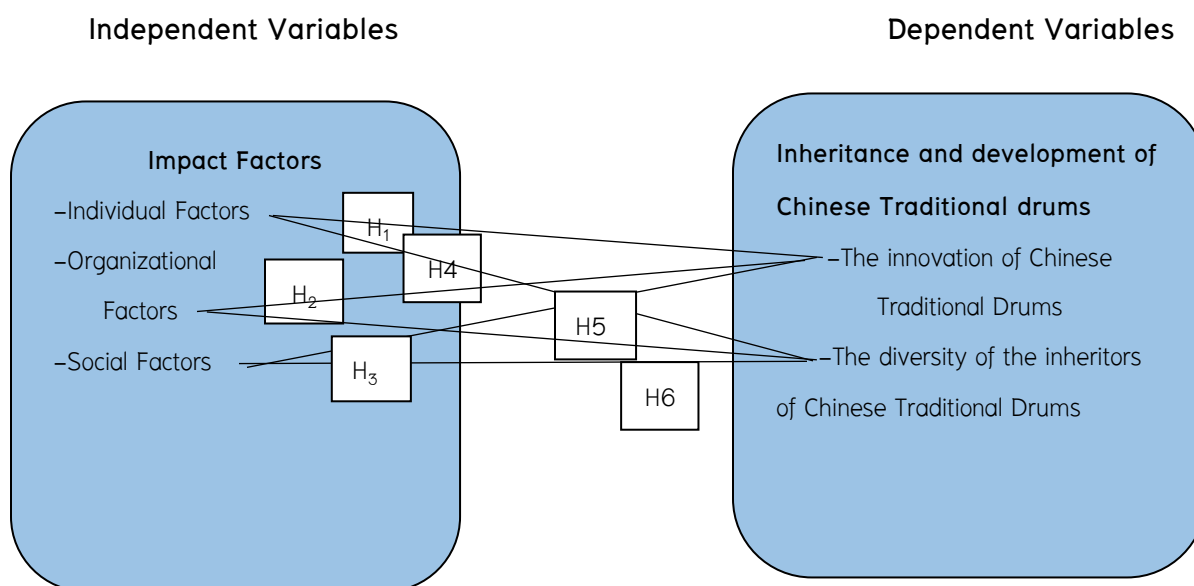 Independent Variables
Dependent Variables
Impact Factors
-Individual Factors
-Organizational
Factors
-Social Factors
H₁
H4
H₂
H₃
H5
H6
Inheritance and development of
Chinese Traditional drums
-The innovation of Chinese
Traditional Drums
-The diversity of the inheritors
of Chinese Traditional Drums